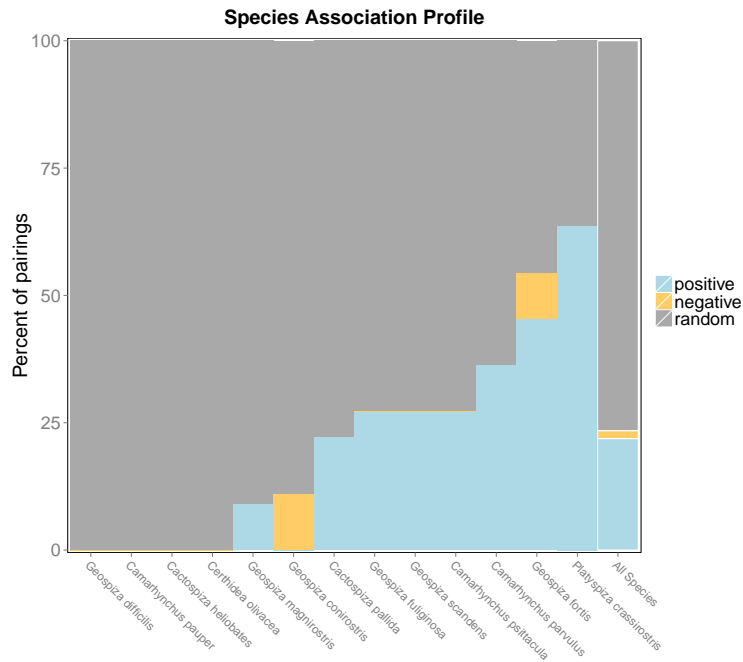 Species Association Profile
100
75
50
25
0
Percent of pairings
Geospiza difficilis
Camarhynchus pauper
Cactospiza heliobates
Certhidea olivacea
Geospiza magnirostris
Geospiza conirostris
Cactospiza pallida
Geospiza fuliginosa
Geospiza scandens
Camarhynchus psittacula
Camarhynchus parvulus
Geospiza fortis
Platyspiza crassirostris
All Species
positive
negative
random